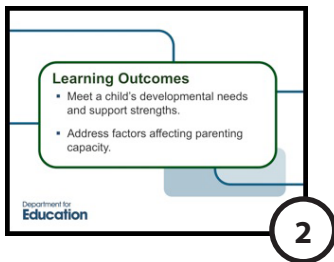 Learning Outcomes
▪ Meet a child's developmental needs
and support strengths.
▪ Address factors affecting parenting
capacity.
Department for
Education
2